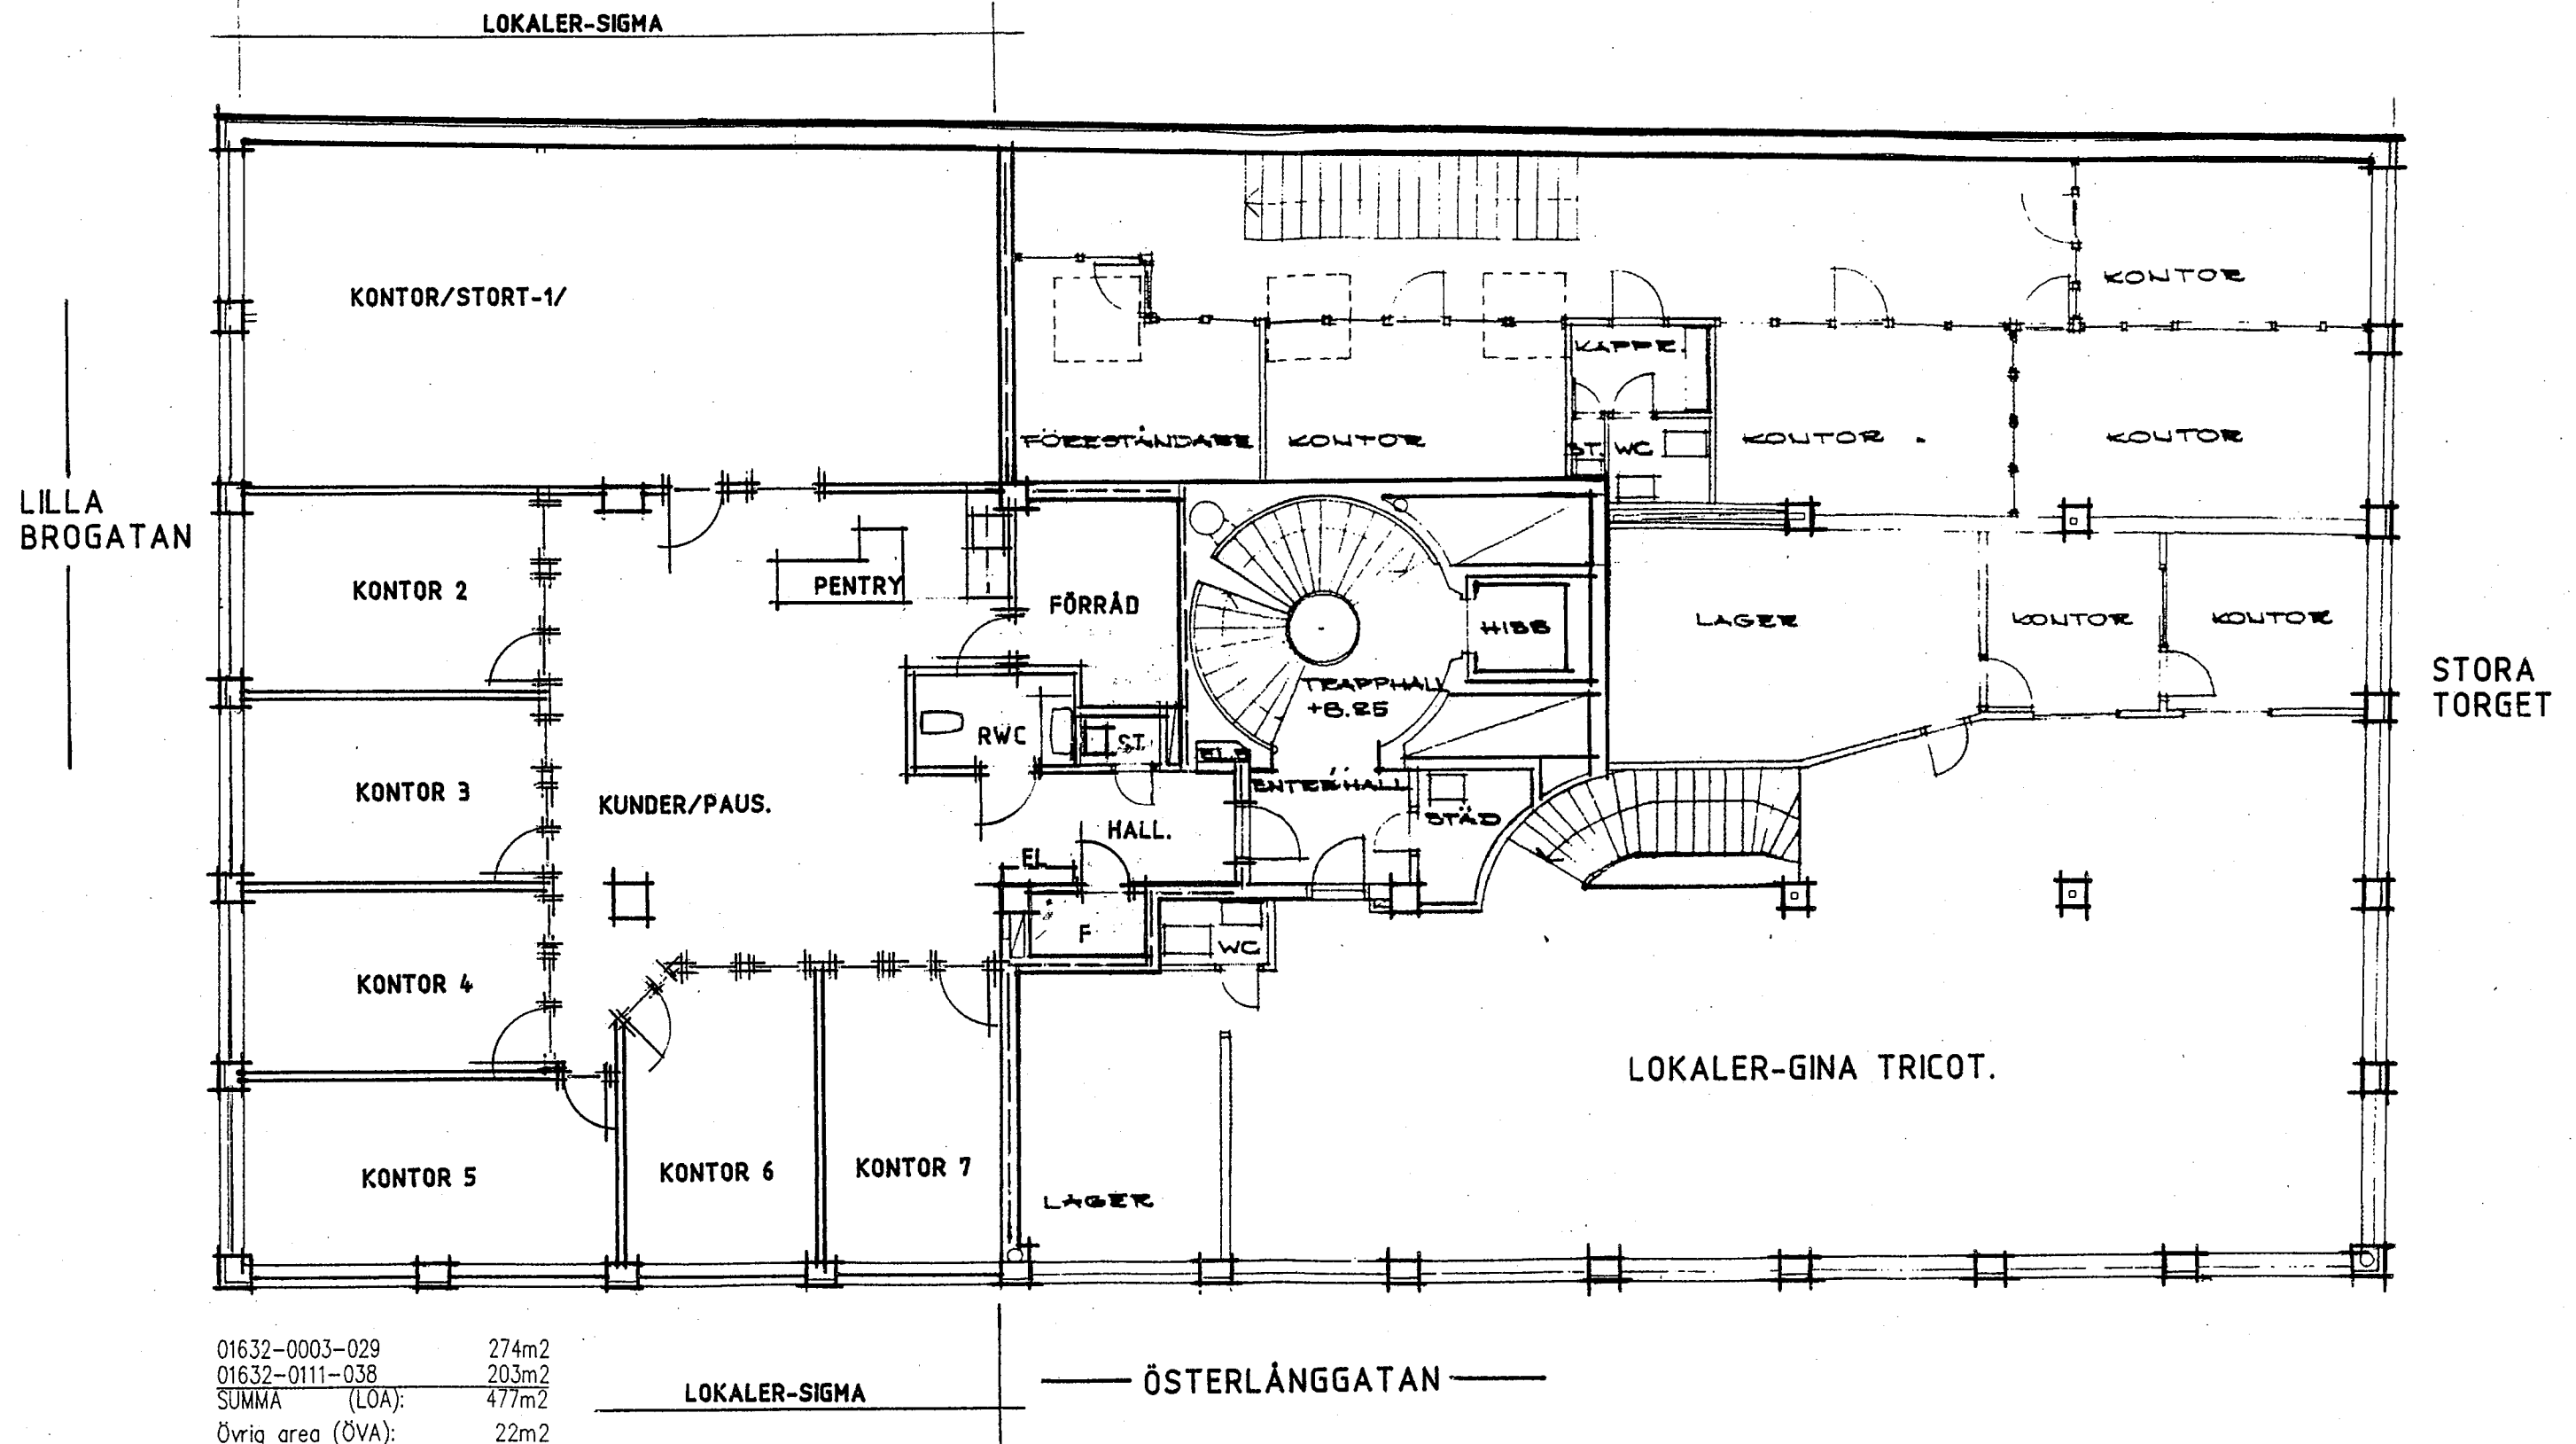 LOKALER-SIGMA
KONTOR/STORT-1/
KONTOR
KAPPR.
FÖRESTÅNDARE
KONTOR
ST.
WC
KONTOR
KONTOR
LILLA
BROGATAN
KONTOR 2
PENTRY
FÖRRÅD
HISS
LAGER
KONTOR
KONTOR
TRAPPHALL
+8.25
STORA
TORGET
RWC
ST.
KONTOR 3
KUNDER/PAUS.
HALL.
STÄD
EL
F
WC
KONTOR 4
LOKALER-GINA TRICOT.
KONTOR 5
KONTOR 6
KONTOR 7
LAGER
01632-0003-029 274m2
01632-0111-038 203m2
SUMMA (LOA): 477m2
Övrig area (ÖVA): 22m2
LOKALER-SIGMA
ÖSTERLÅNGGATAN